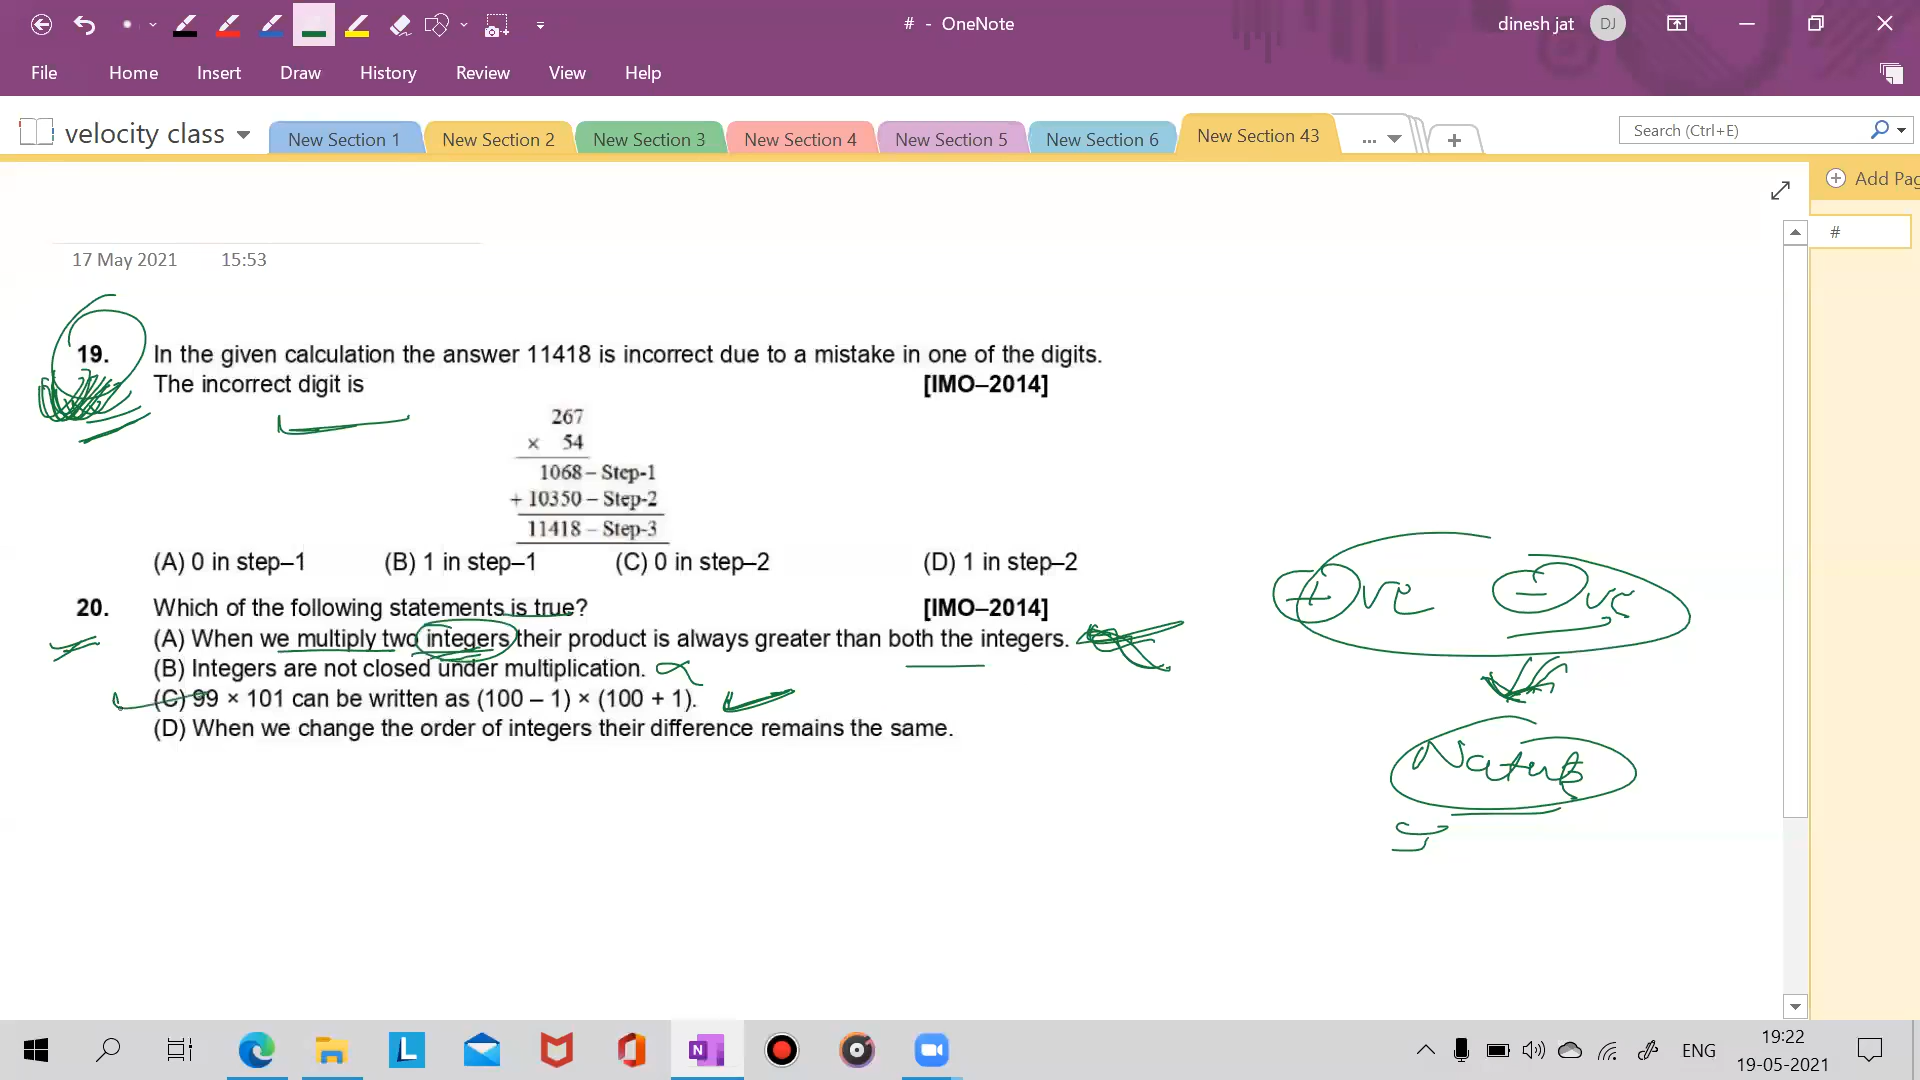 # - OneNote
dinesh jat
DJ
File Home Insert Draw History Review View Help
velocity class
New Section 1 New Section 2 New Section 3 New Section 4 New Section 5 New Section 6 New Section 43 ...
Search (Ctrl+E)
Add Pag
#
17 May 2021 15:53
19. In the given calculation the answer 11418 is incorrect due to a mistake in one of the digits.
The incorrect digit is [IMO–2014]
267
× 54
1068 – Step-1
+ 10350 – Step-2
11418 – Step-3
(A) 0 in step–1 (B) 1 in step–1 (C) 0 in step–2 (D) 1 in step–2
20. Which of the following statements is true? [IMO–2014]
(A) When we multiply two integers their product is always greater than both the integers.
(B) Integers are not closed under multiplication.
(C) 99 × 101 can be written as (100 – 1) × (100 + 1).
(D) When we change the order of integers their difference remains the same.
+ve -ve
ENG
19:22
19-05-2021